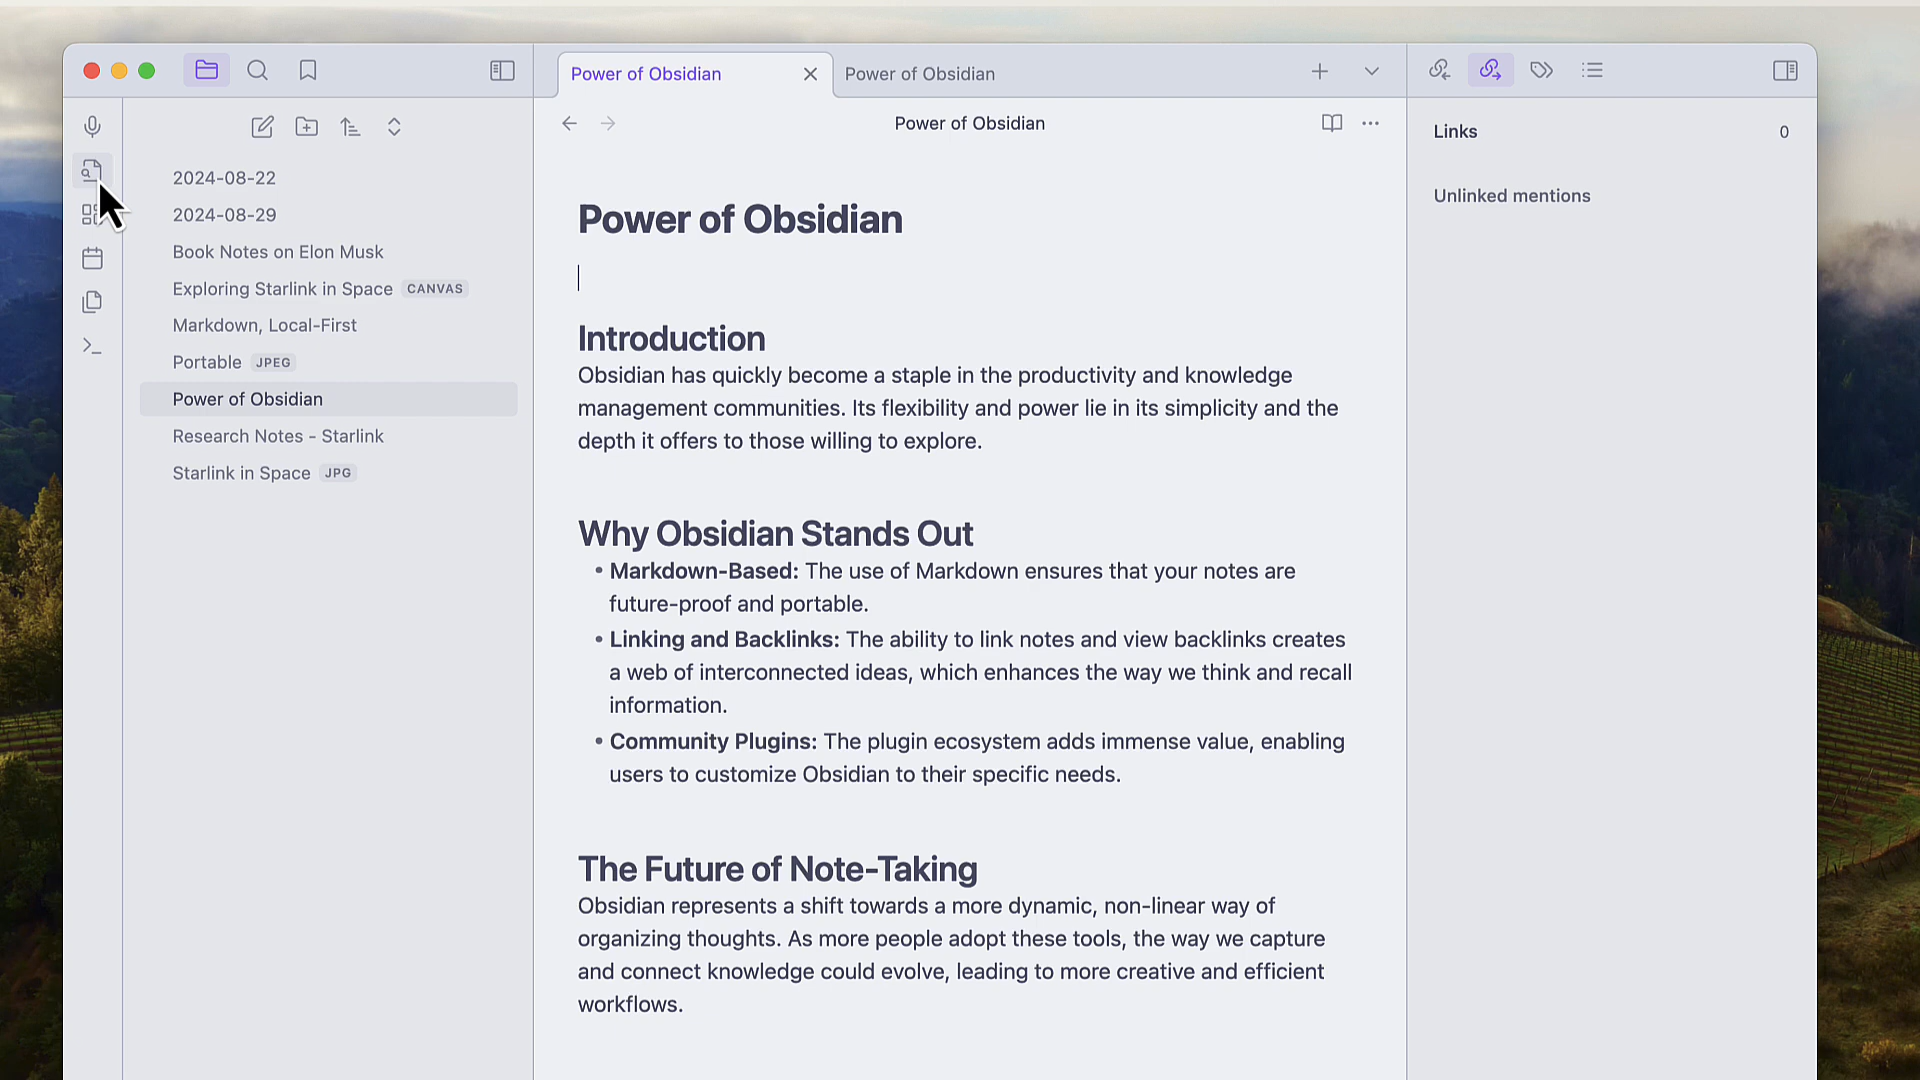 Power of Obsidian
Power of Obsidian
Power of Obsidian
Links
0
Unlinked mentions
2024-08-22
2024-08-29
Book Notes on Elon Musk
Exploring Starlink in Space CANVAS
Markdown, Local-First
Portable JPEG
Power of Obsidian
Research Notes - Starlink
Starlink in Space JPG
Power of Obsidian
Introduction
Obsidian has quickly become a staple in the productivity and knowledge
management communities. Its flexibility and power lie in its simplicity and the
depth it offers to those willing to explore.
Why Obsidian Stands Out
• Markdown-Based: The use of Markdown ensures that your notes are
future-proof and portable.
• Linking and Backlinks: The ability to link notes and view backlinks creates
a web of interconnected ideas, which enhances the way we think and recall
information.
• Community Plugins: The plugin ecosystem adds immense value, enabling
users to customize Obsidian to their specific needs.
The Future of Note-Taking
Obsidian represents a shift towards a more dynamic, non-linear way of
organizing thoughts. As more people adopt these tools, the way we capture
and connect knowledge could evolve, leading to more creative and efficient
workflows.